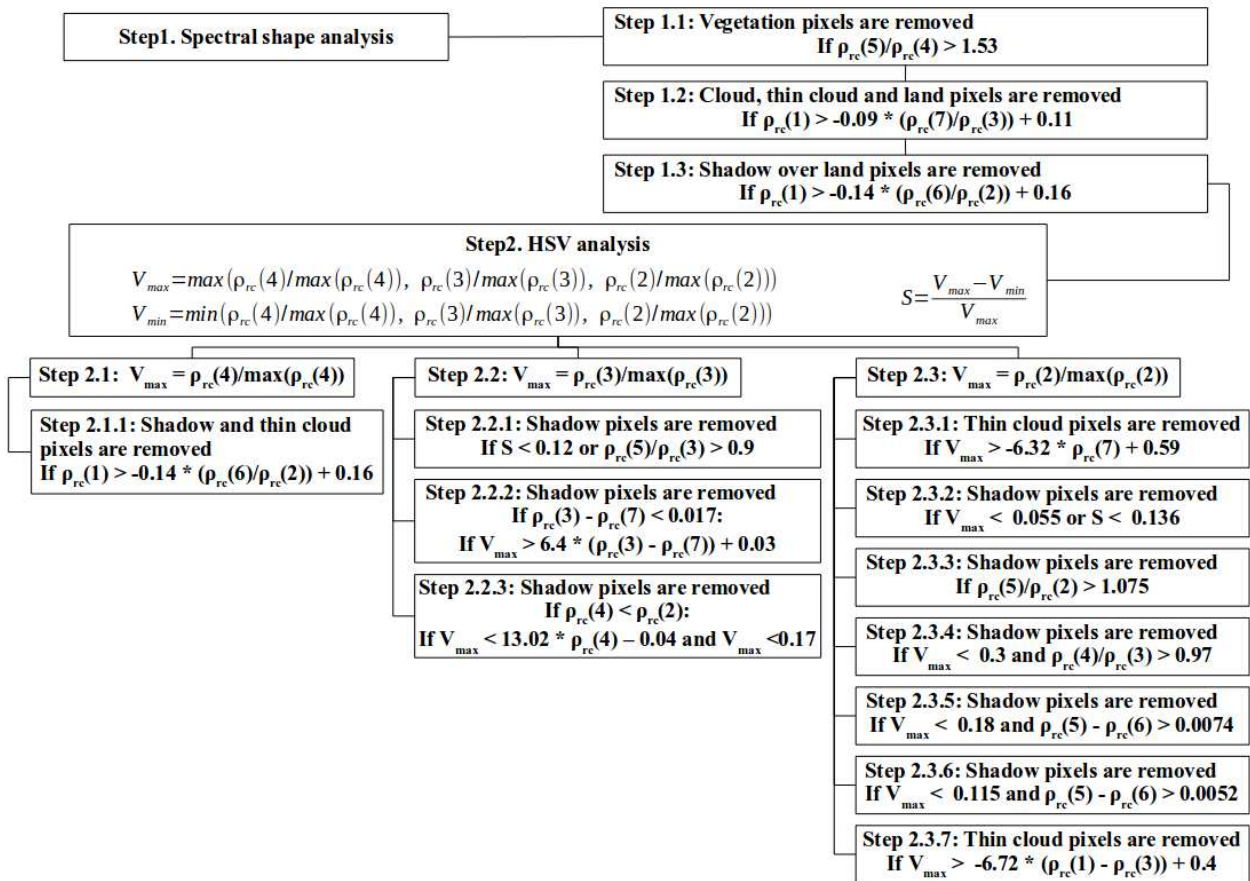 Step1. Spectral shape analysis
Step 1.1: Vegetation pixels are removed
If ρrc(5)/ρrc(4) > 1.53
Step 1.2: Cloud, thin cloud and land pixels are removed
If ρrc(1) > -0.09 * (ρrc(7)/ρrc(3)) + 0.11
Step 1.3: Shadow over land pixels are removed
If ρrc(1) > -0.14 * (ρrc(6)/ρrc(2)) + 0.16
Step2. HSV analysis
Vmax=max(ρrc(4)/max(ρrc(4)), ρrc(3)/max(ρrc(3)), ρrc(2)/max(ρrc(2)))
Vmin=min(ρrc(4)/max(ρrc(4)), ρrc(3)/max(ρrc(3)), ρrc(2)/max(ρrc(2)))
S=(Vmax−Vmin)/Vmax
Step 2.1: Vmax = ρrc(4)/max(ρrc(4))
Step 2.1.1: Shadow and thin cloud
pixels are removed
If ρrc(1) > -0.14 * (ρrc(6)/ρrc(2)) + 0.16
Step 2.2: Vmax = ρrc(3)/max(ρrc(3))
Step 2.2.1: Shadow pixels are removed
If S < 0.12 or ρrc(5)/ρrc(3) > 0.9
Step 2.2.2: Shadow pixels are removed
If ρrc(3) - ρrc(7) < 0.017:
If Vmax > 6.4 * (ρrc(3) - ρrc(7)) + 0.03
Step 2.2.3: Shadow pixels are removed
If ρrc(4) < ρrc(2):
If Vmax < 13.02 * ρrc(4) – 0.04 and Vmax <0.17
Step 2.3: Vmax = ρrc(2)/max(ρrc(2))
Step 2.3.1: Thin cloud pixels are removed
If Vmax > -6.32 * ρrc(7) + 0.59
Step 2.3.2: Shadow pixels are removed
If Vmax < 0.055 or S < 0.136
Step 2.3.3: Shadow pixels are removed
If ρrc(5)/ρrc(2) > 1.075
Step 2.3.4: Shadow pixels are removed
If Vmax < 0.3 and ρrc(4)/ρrc(3) > 0.97
Step 2.3.5: Shadow pixels are removed
If Vmax < 0.18 and ρrc(5) - ρrc(6) > 0.0074
Step 2.3.6: Shadow pixels are removed
If Vmax < 0.115 and ρrc(5) - ρrc(6) > 0.0052
Step 2.3.7: Thin cloud pixels are removed
If Vmax > -6.72 * (ρrc(1) - ρrc(3)) + 0.4